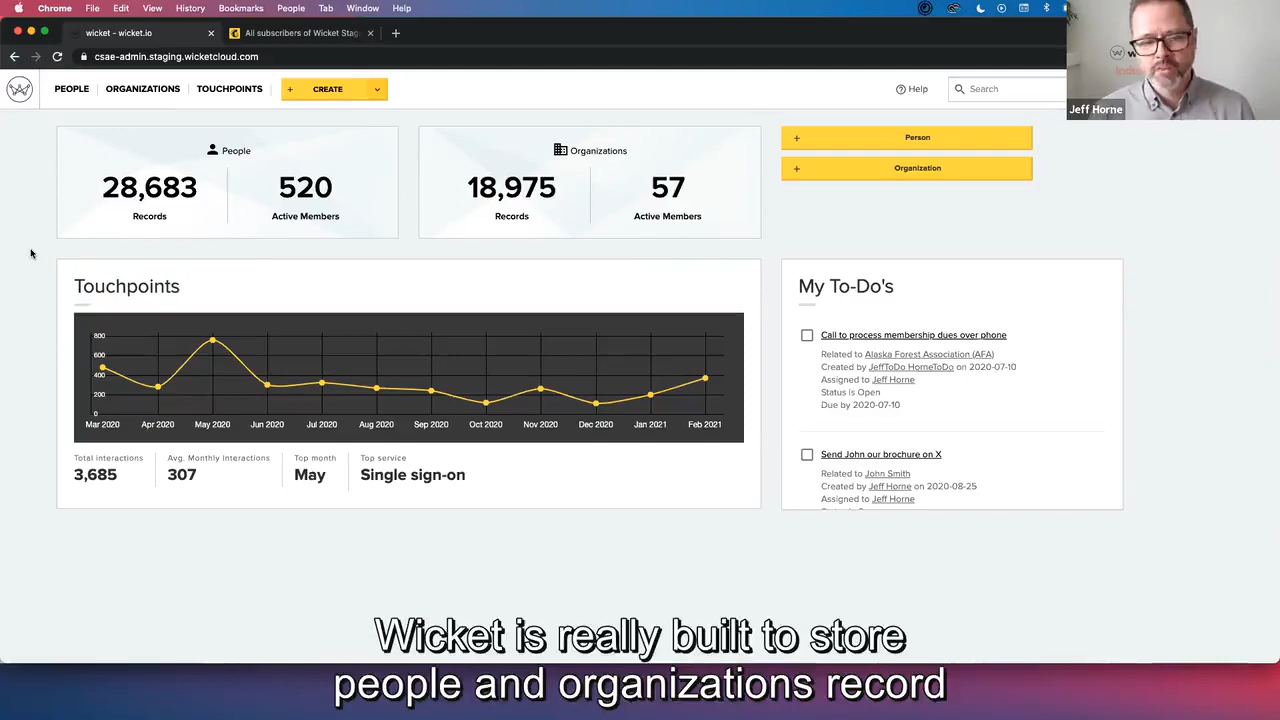 Chrome File Edit View History Bookmarks People Tab Window Help
wicket - wicket.io
All subscribers of Wicket Stag
csae-admin.staging.wicketcloud.com
PEOPLE ORGANIZATIONS TOUCHPOINTS + CREATE
Help
Search
Jeff Horne
People
28,683
Records
520
Active Members
Organizations
18,975
Records
57
Active Members
+ Person
+ Organization
Touchpoints
800
600
400
200
0
Mar 2020 Apr 2020 May 2020 Jun 2020 Jul 2020 Aug 2020 Sep 2020 Oct 2020 Nov 2020 Dec 2020 Jan 2021 Feb 2021
Total interactions
3,685
Avg. Monthly Interactions
307
Top month
May
Top service
Single sign-on
My To-Do's
Call to process membership dues over phone
Related to Alaska Forest Association (AFA)
Created by JeffToDo HorneToDo on 2020-07-10
Assigned to Jeff Horne
Status is Open
Due by 2020-07-10
Send John our brochure on X
Related to John Smith
Created by Jeff Horne on 2020-08-25
Assigned to Jeff Horne
Wicket is really built to store
people and organizations record